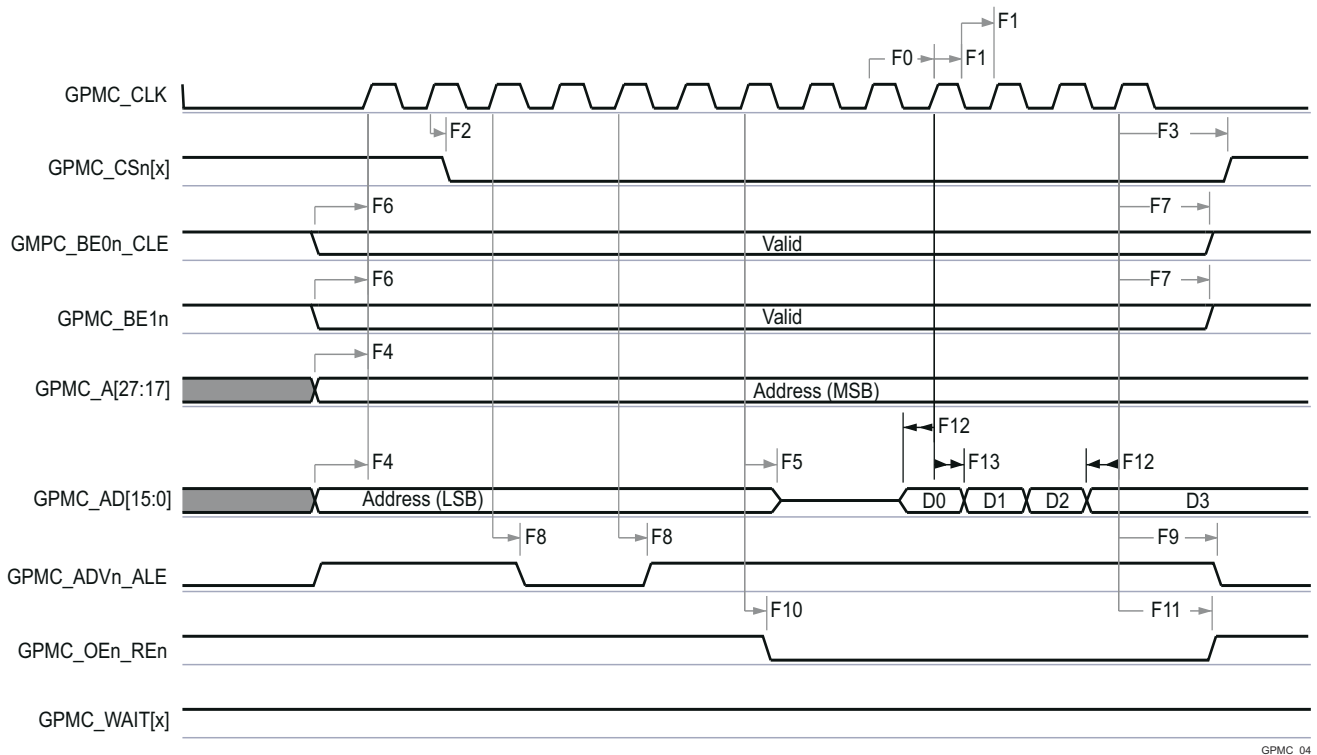 F1
F0 F1
GPMC_CLK
F2 F3
GPMC_CSn[x]
F6 F7
GMPC_BE0n_CLE Valid
F6 F7
GPMC_BE1n Valid
F4
GPMC_A[27:17] Address (MSB)
F12
F4 F5 F13 F12
GPMC_AD[15:0] Address (LSB) D0 D1 D2 D3
F8 F8 F9
GPMC_ADVn_ALE
F10 F11
GPMC_OEn_REn
GPMC_WAIT[x]
GPMC_04